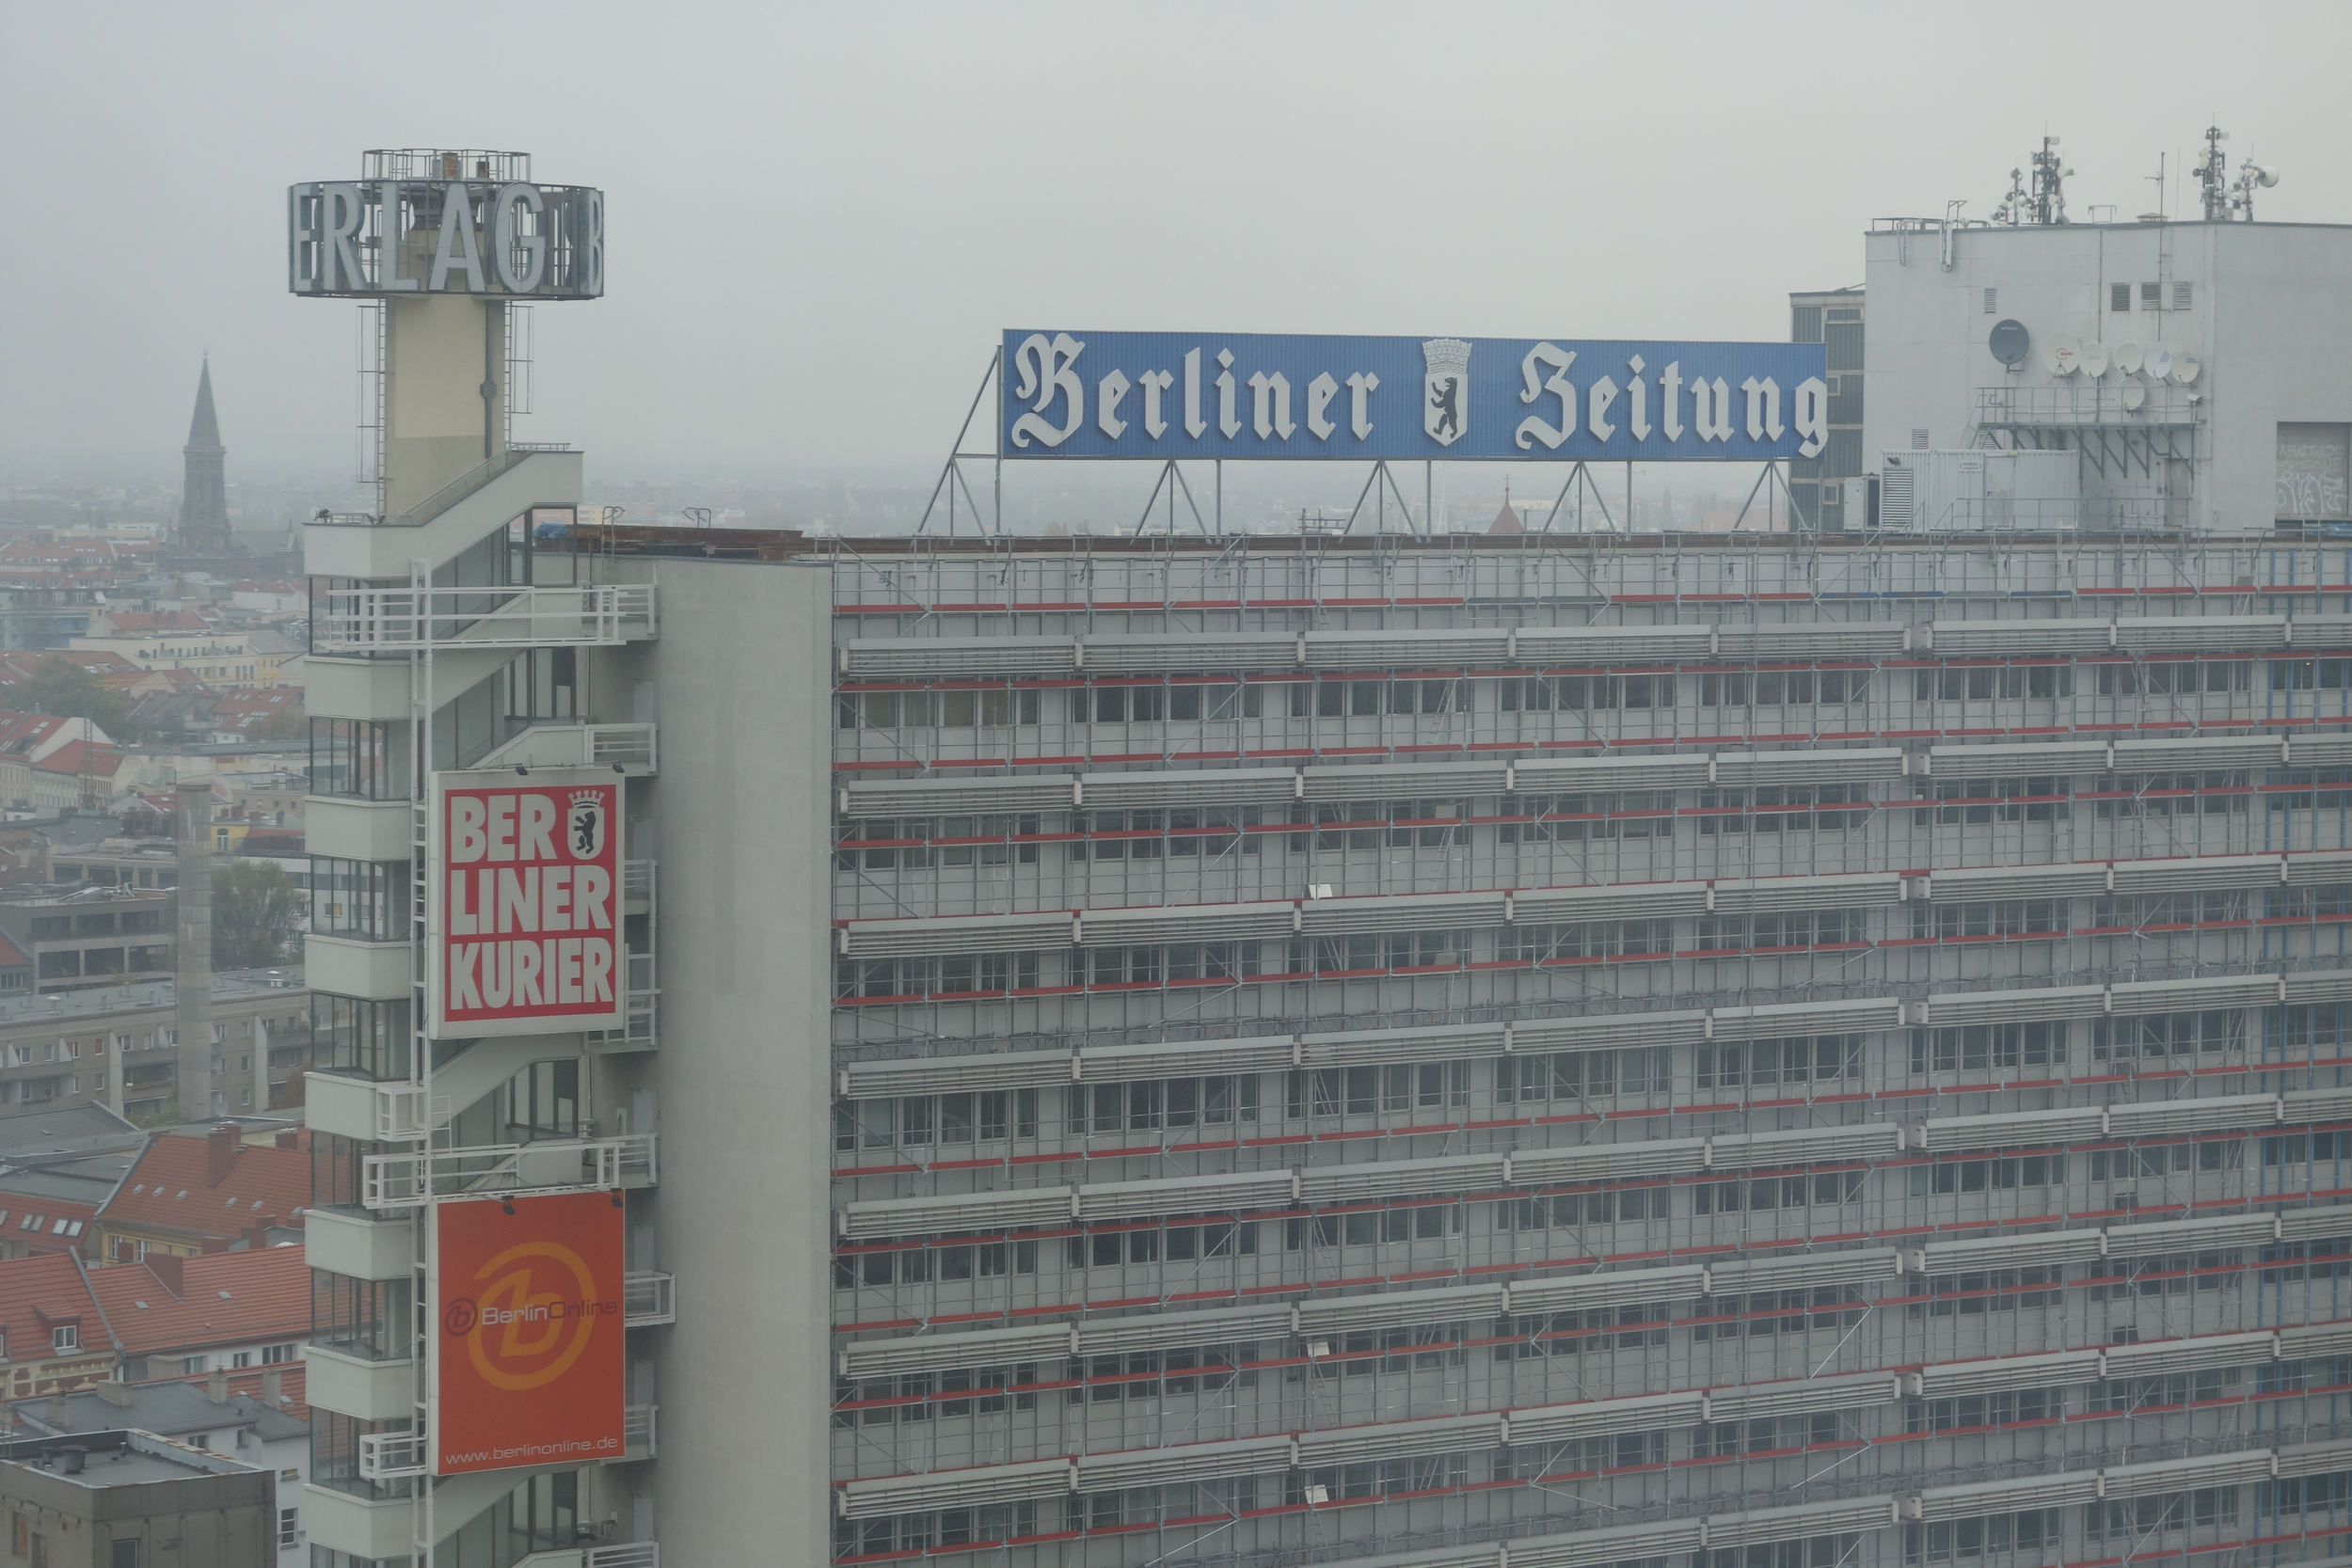 ERLAG B
Berliner Zeitung
BER
LINER
KURIER
BerlinOnline
www.berlinonline.de